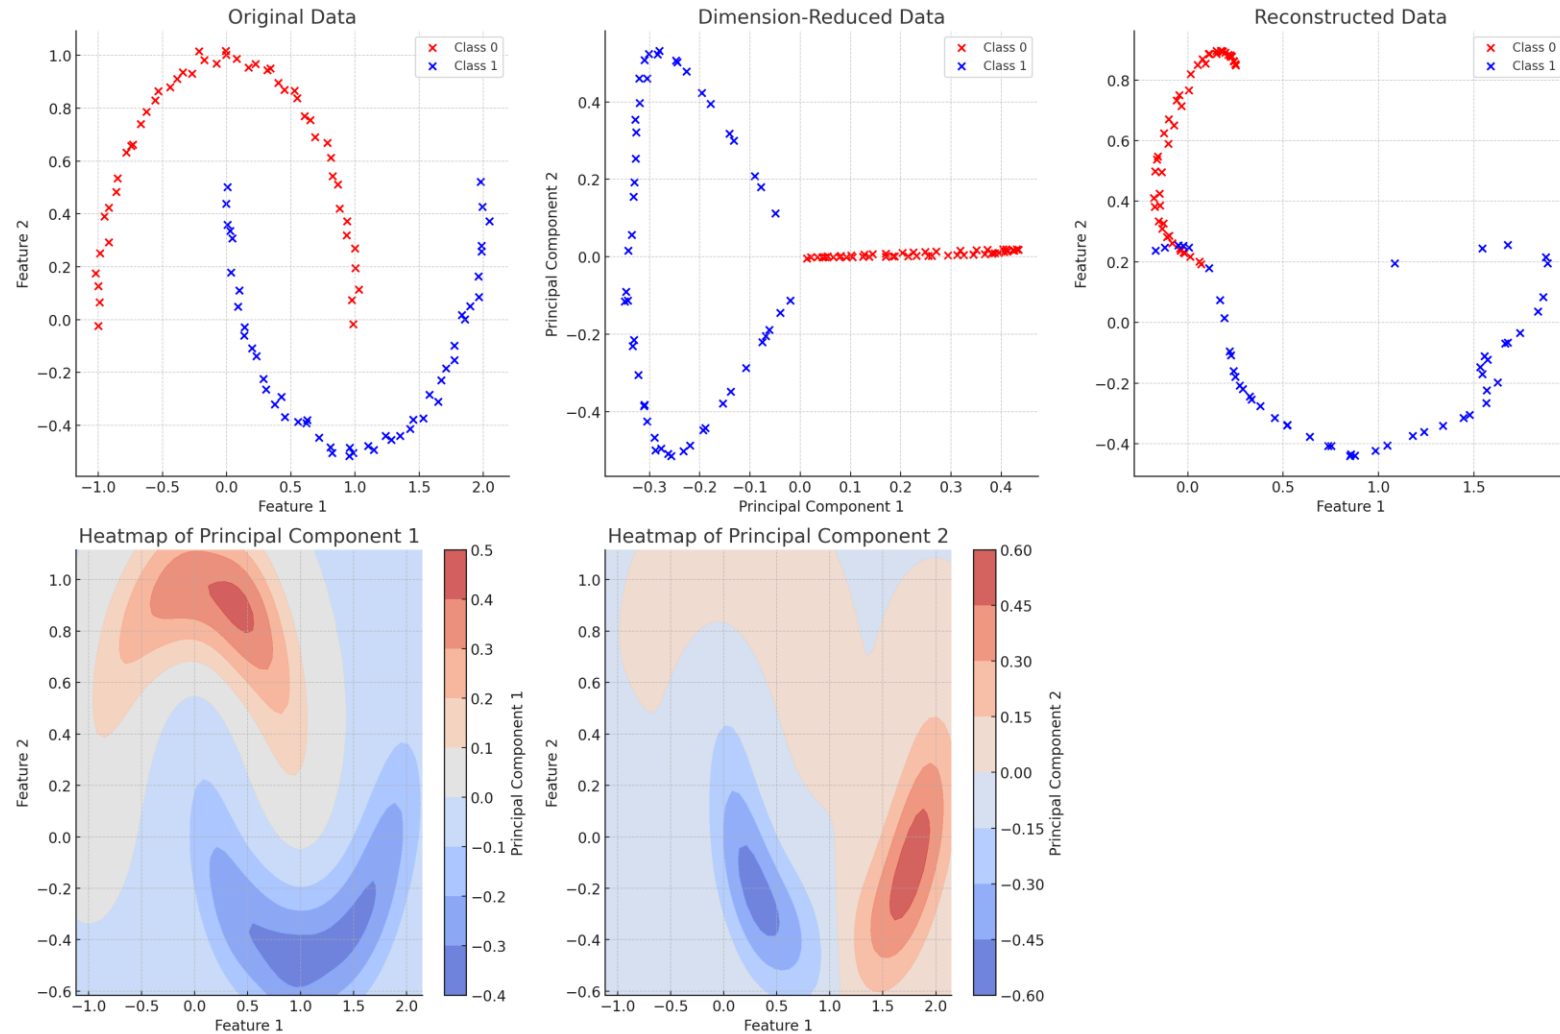 Original Data
Feature 2
1.0
0.8
0.6
0.4
0.2
0.0
−0.2
−0.4
Class 0
Class 1
−1.0 −0.5 0.0 0.5 1.0 1.5 2.0
Feature 1
Dimension-Reduced Data
Principal Component 2
0.4
0.2
0.0
−0.2
−0.4
Class 0
Class 1
−0.3 −0.2 −0.1 0.0 0.1 0.2 0.3 0.4
Principal Component 1
Reconstructed Data
Feature 2
0.8
0.6
0.4
0.2
0.0
−0.2
−0.4
Class 0
Class 1
0.0 0.5 1.0 1.5
Feature 1
Heatmap of Principal Component 1
Feature 2
1.0
0.8
0.6
0.4
0.2
0.0
−0.2
−0.4
−0.6
−1.0 −0.5 0.0 0.5 1.0 1.5 2.0
Feature 1
0.5
0.4
0.3
0.2
0.1
0.0
−0.1
−0.2
−0.3
−0.4
Principal Component 1
Heatmap of Principal Component 2
Feature 2
1.0
0.8
0.6
0.4
0.2
0.0
−0.2
−0.4
−0.6
−1.0 −0.5 0.0 0.5 1.0 1.5 2.0
Feature 1
0.60
0.45
0.30
0.15
0.00
−0.15
−0.30
−0.45
−0.60
Principal Component 2